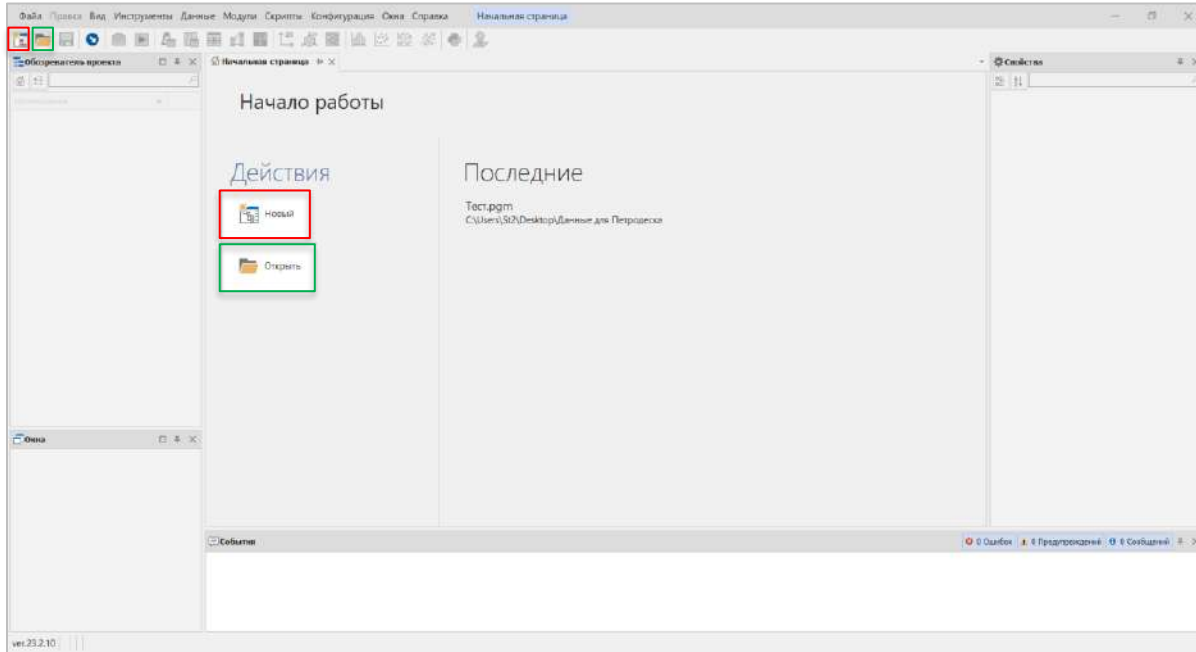 Файл Правка Вид Инструменты Данные Модули Скрипты Конфигурация Окна Справка Начальная страница
Обозреватель проекта
Начальная страница
Свойства
Начало работы
Действия
Последние
Новый
Тест.pgm
C:\Users\StZ\Desktop\Данные для Петродеска
Открыть
Окна
События
0 Ошибок 0 Предупреждений 0 Сообщений
ver.23.2.10